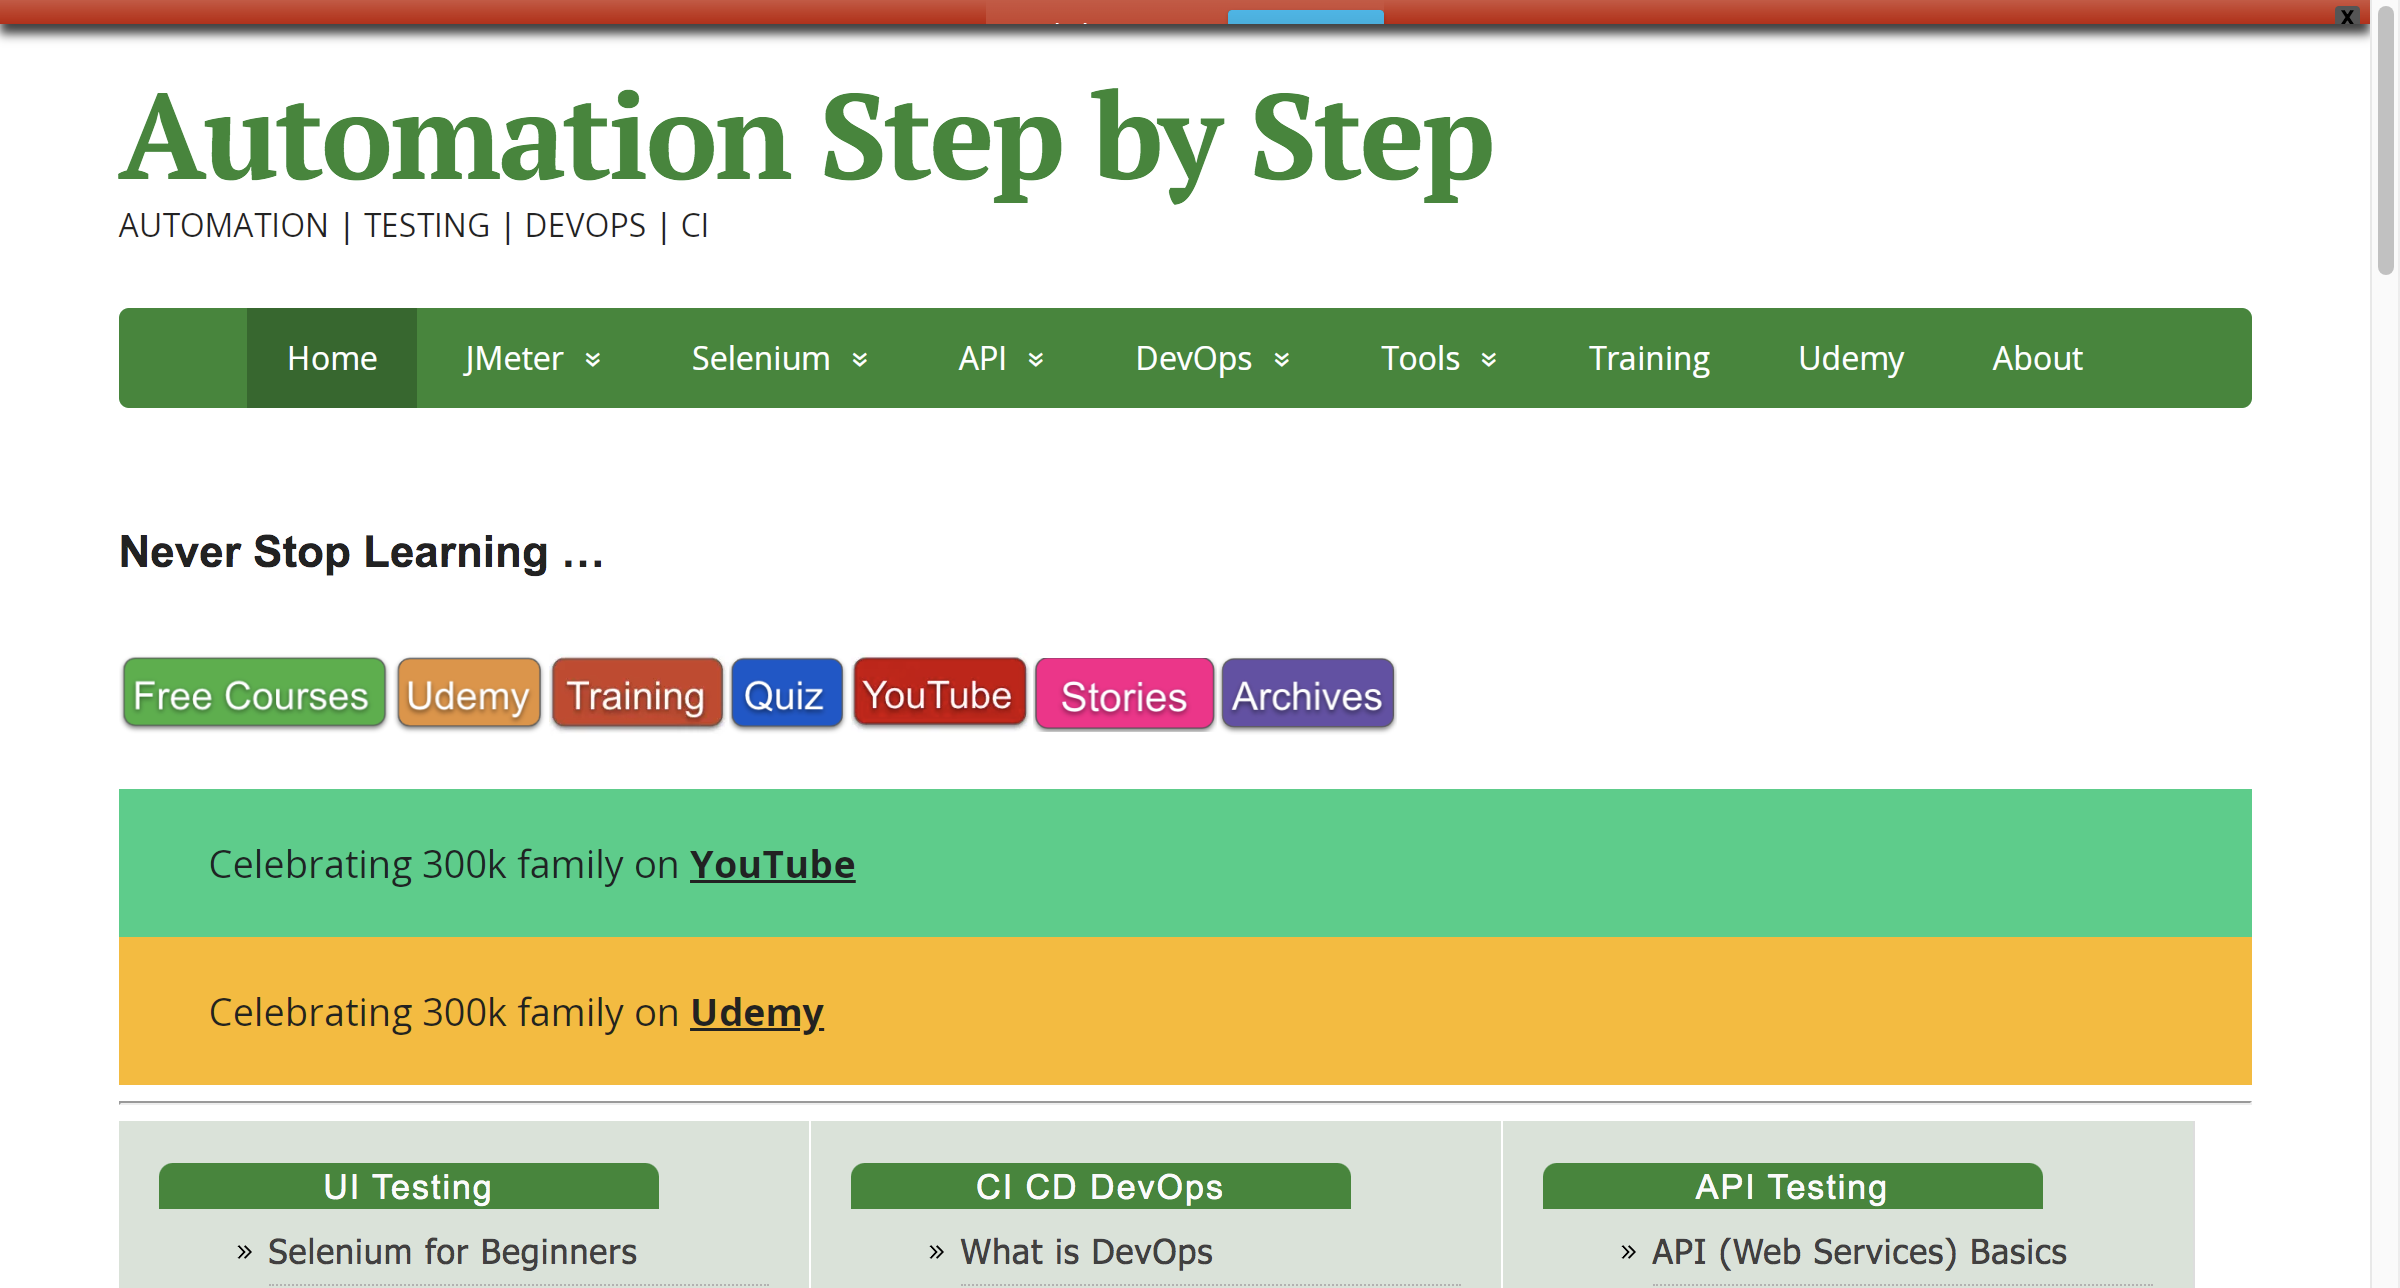 X
Automation Step by Step
AUTOMATION | TESTING | DEVOPS | CI
Home JMeter Selenium API DevOps Tools Training Udemy About
Never Stop Learning …
Free Courses Udemy Training Quiz YouTube Stories Archives
Celebrating 300k family on YouTube
Celebrating 300k family on Udemy
UI Testing CI CD DevOps API Testing
» Selenium for Beginners » What is DevOps » API (Web Services) Basics